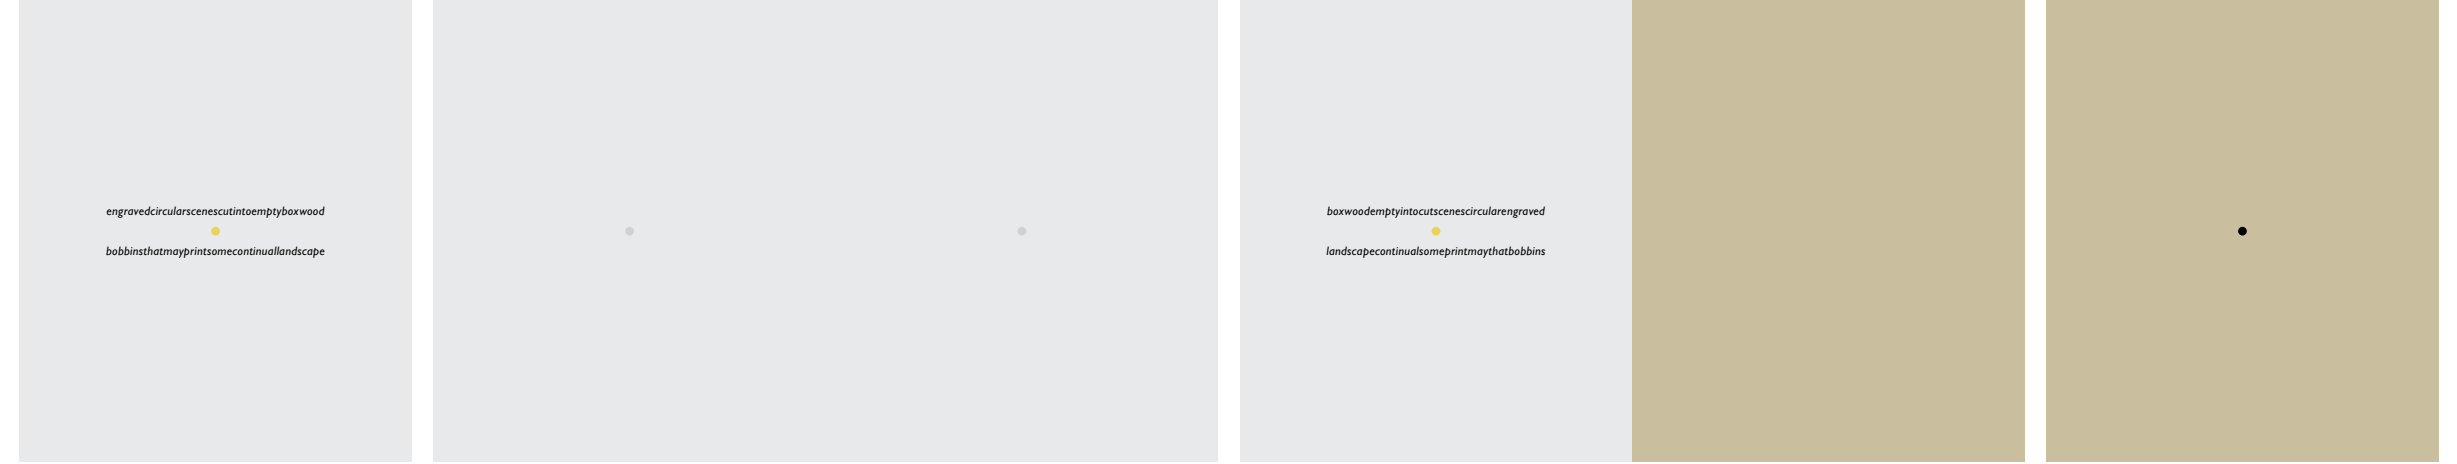 engravedcircularscenescutintoemptyboxwood
bobbinsthatmayprintsomecontinuallandscape
boxwoodemptyintocutscenescircularengraved
landscapecontinualsomeprintmaythatbobbins